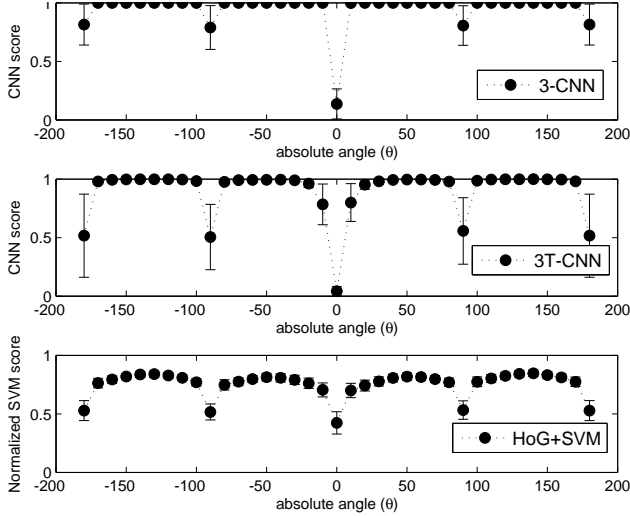 1
0.5
0
CNN score
-200 -150 -100 -50 0 50 100 150 200
absolute angle (θ)
3-CNN
1
0.5
0
CNN score
-200 -150 -100 -50 0 50 100 150 200
absolute angle (θ)
3T-CNN
1
0.5
0
Normalized SVM score
-200 -150 -100 -50 0 50 100 150 200
absolute angle (θ)
HoG+SVM